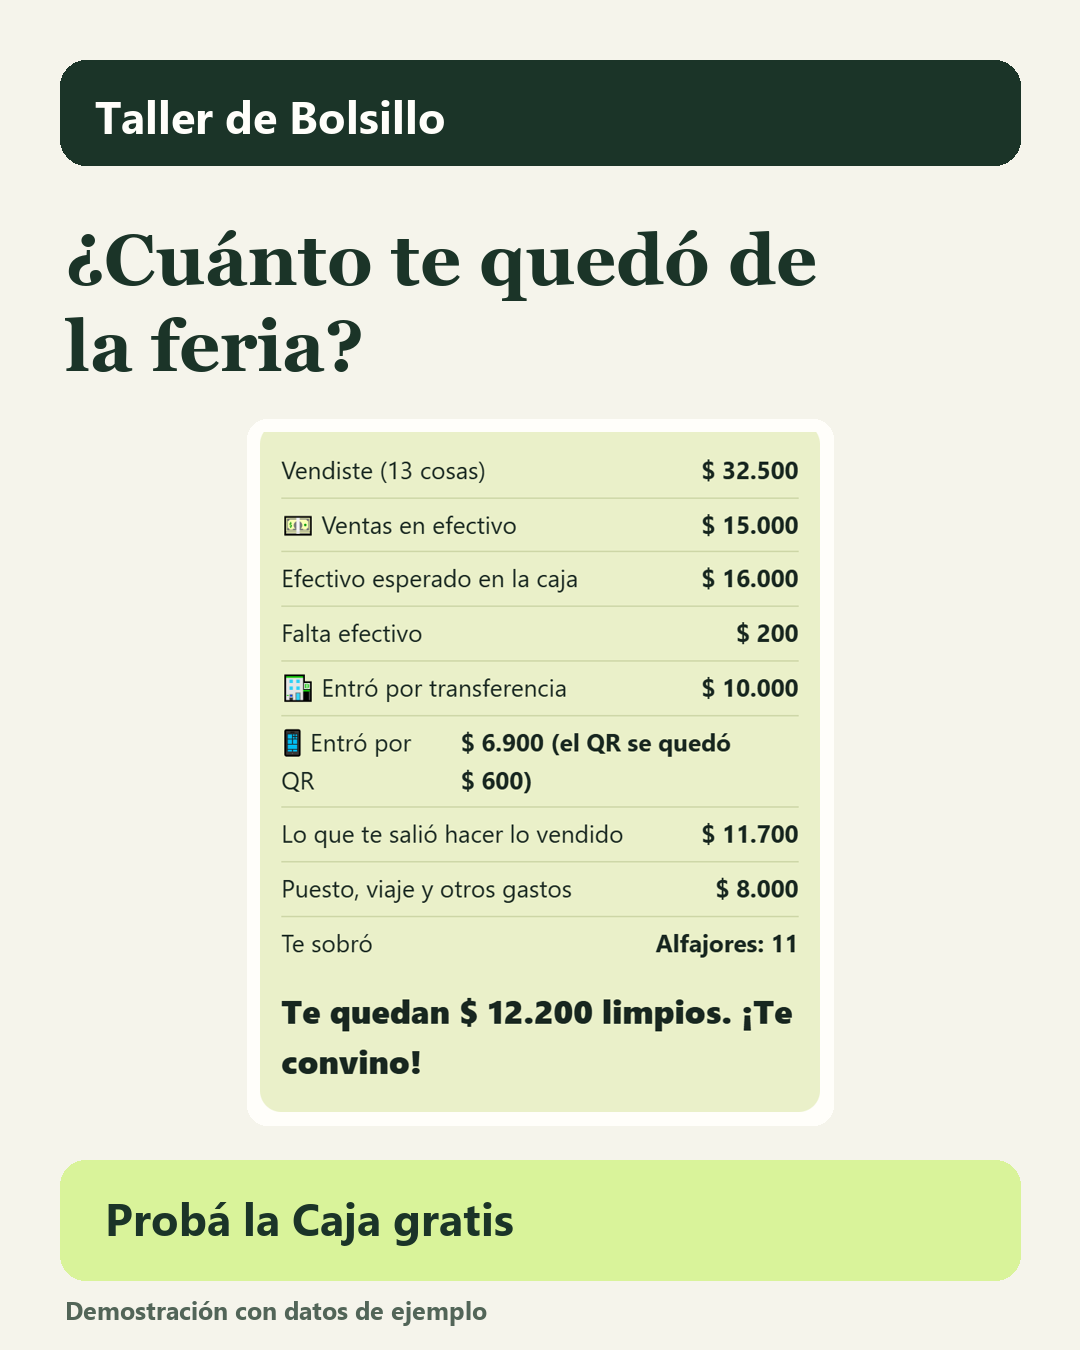 Taller de Bolsillo
¿Cuánto te quedó de
la feria?
Vendiste (13 cosas) $ 32.500
Ventas en efectivo $ 15.000
Efectivo esperado en la caja $ 16.000
Falta efectivo $ 200
Entró por transferencia $ 10.000
Entró por $ 6.900 (el QR se quedó
QR $ 600)
Lo que te salió hacer lo vendido $ 11.700
Puesto, viaje y otros gastos $ 8.000
Te sobró Alfajores: 11
Te quedan $ 12.200 limpios. ¡Te
convino!
Probá la Caja gratis
Demostración con datos de ejemplo